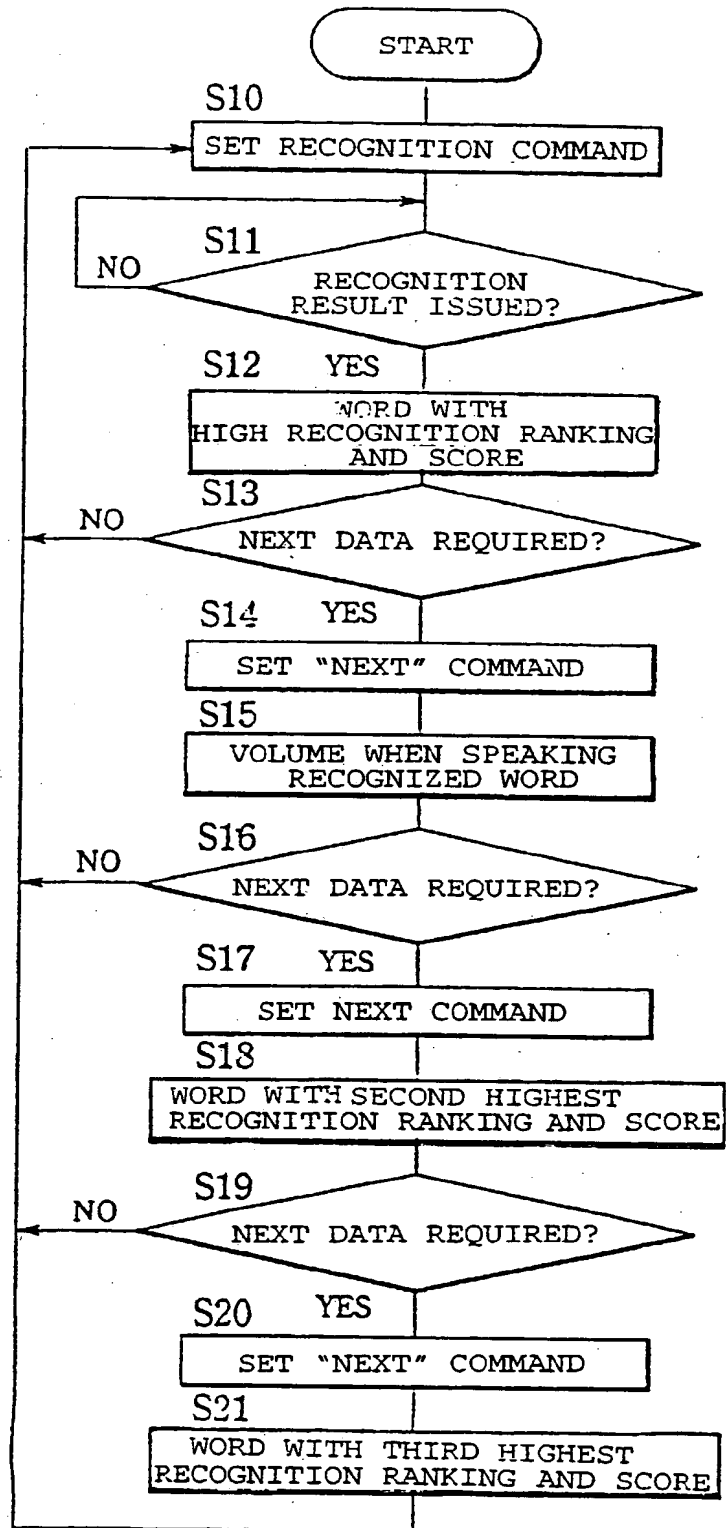 START
S10
SET RECOGNITION COMMAND
S11
NO
RECOGNITION
RESULT ISSUED?
S12 YES
WORD WITH
HIGH RECOGNITION RANKING
AND SCORE
S13
NO
NEXT DATA REQUIRED?
S14 YES
SET "NEXT" COMMAND
S15
VOLUME WHEN SPEAKING
RECOGNIZED WORD
S16
NO
NEXT DATA REQUIRED?
S17 YES
SET NEXT COMMAND
S18
WORD WITH SECOND HIGHEST
RECOGNITION RANKING AND SCORE
S19
NO
NEXT DATA REQUIRED?
S20 YES
SET "NEXT" COMMAND
S21
WORD WITH THIRD HIGHEST
RECOGNITION RANKING AND SCORE